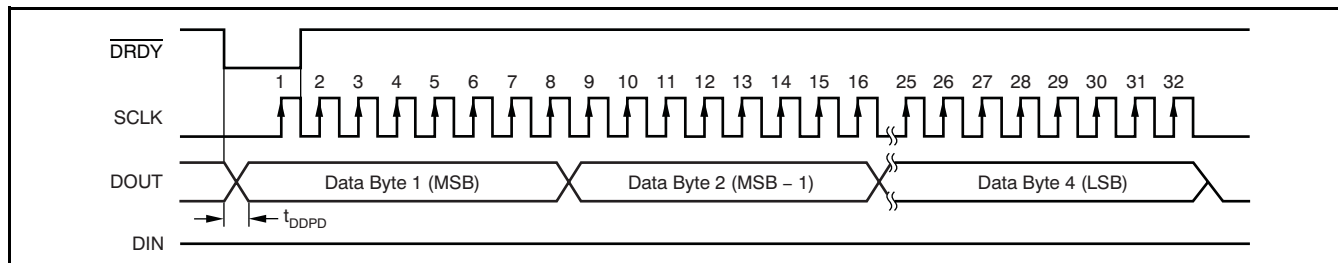 DRDY
1 2 3 4 5 6 7 8 9 10 11 12 13 14 15 16 25 26 27 28 29 30 31 32
SCLK
DOUT Data Byte 1 (MSB) Data Byte 2 (MSB − 1) Data Byte 4 (LSB)
tDDPD
DIN